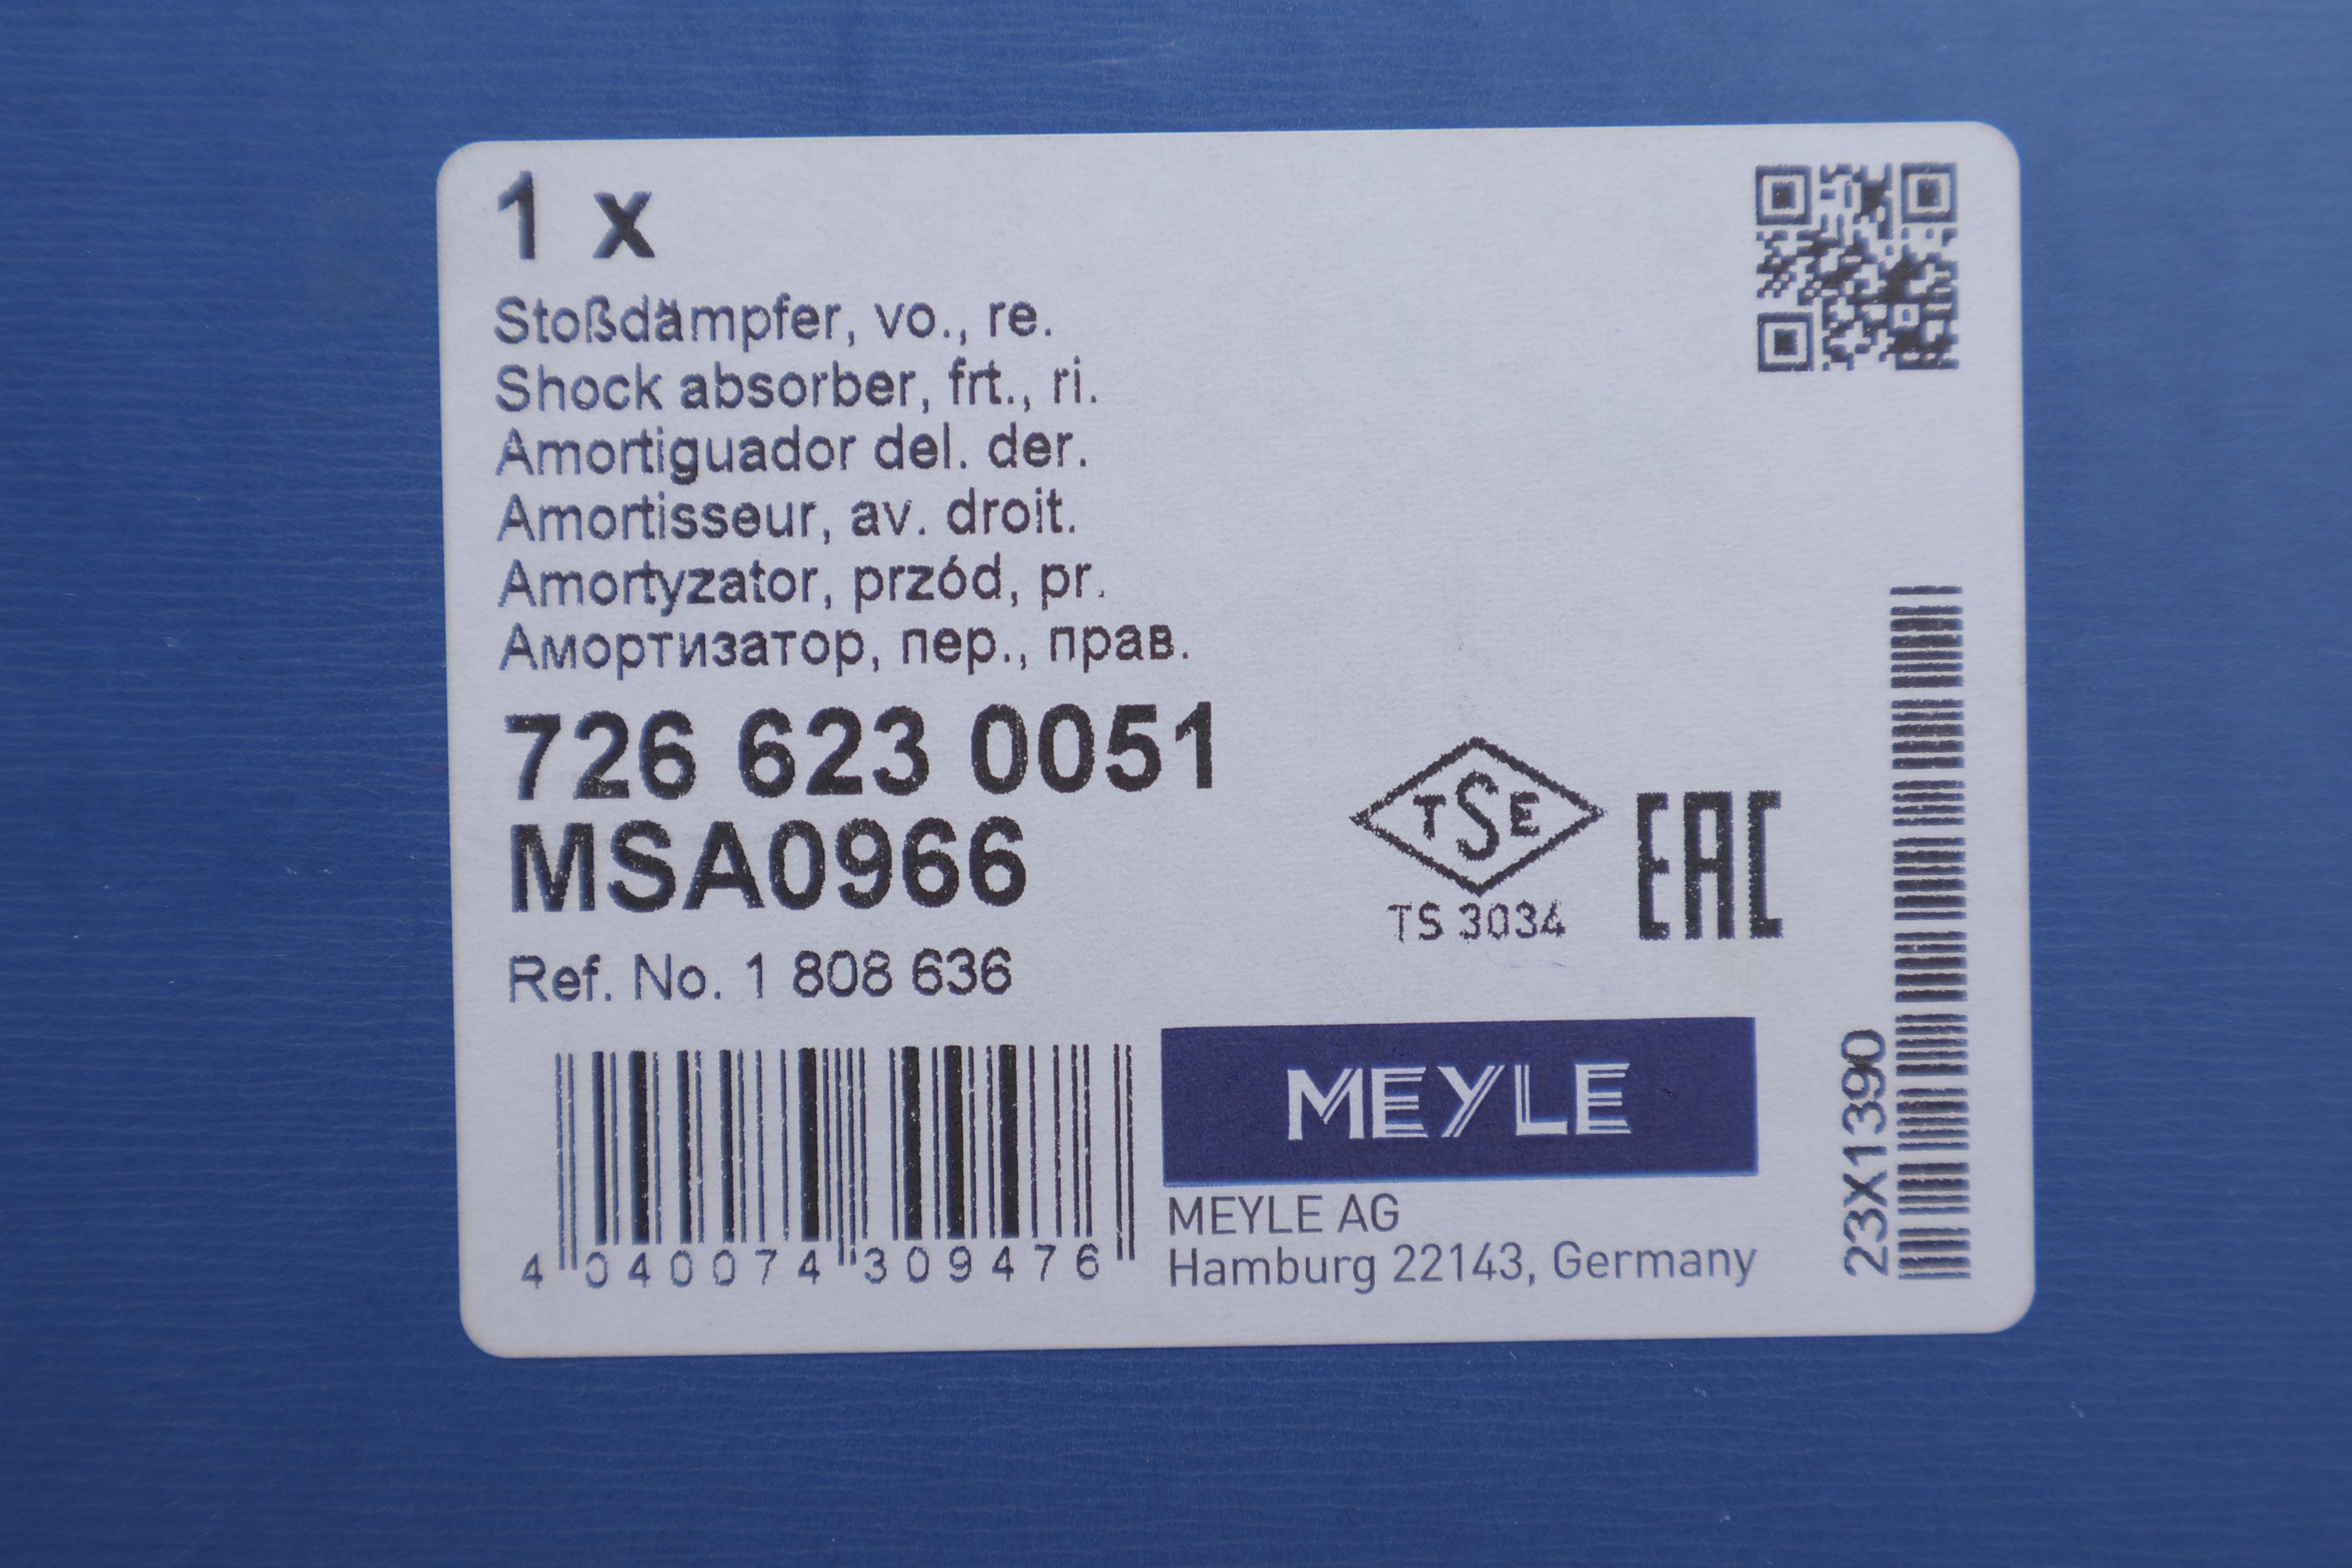 1 x
Stoßdämpfer, vo., re.
Shock absorber, frt., ri.
Amortiguador del. der.
Amortisseur, av. droit.
Amortyzator, przód, pr.
Амортизатор, пер., прав.
726 623 0051
MSA0966
Ref. No. 1 808 636
4 040074 309476
TSE
TS 3034
EAC
MEYLE
MEYLE AG
Hamburg 22143, Germany
23X1390